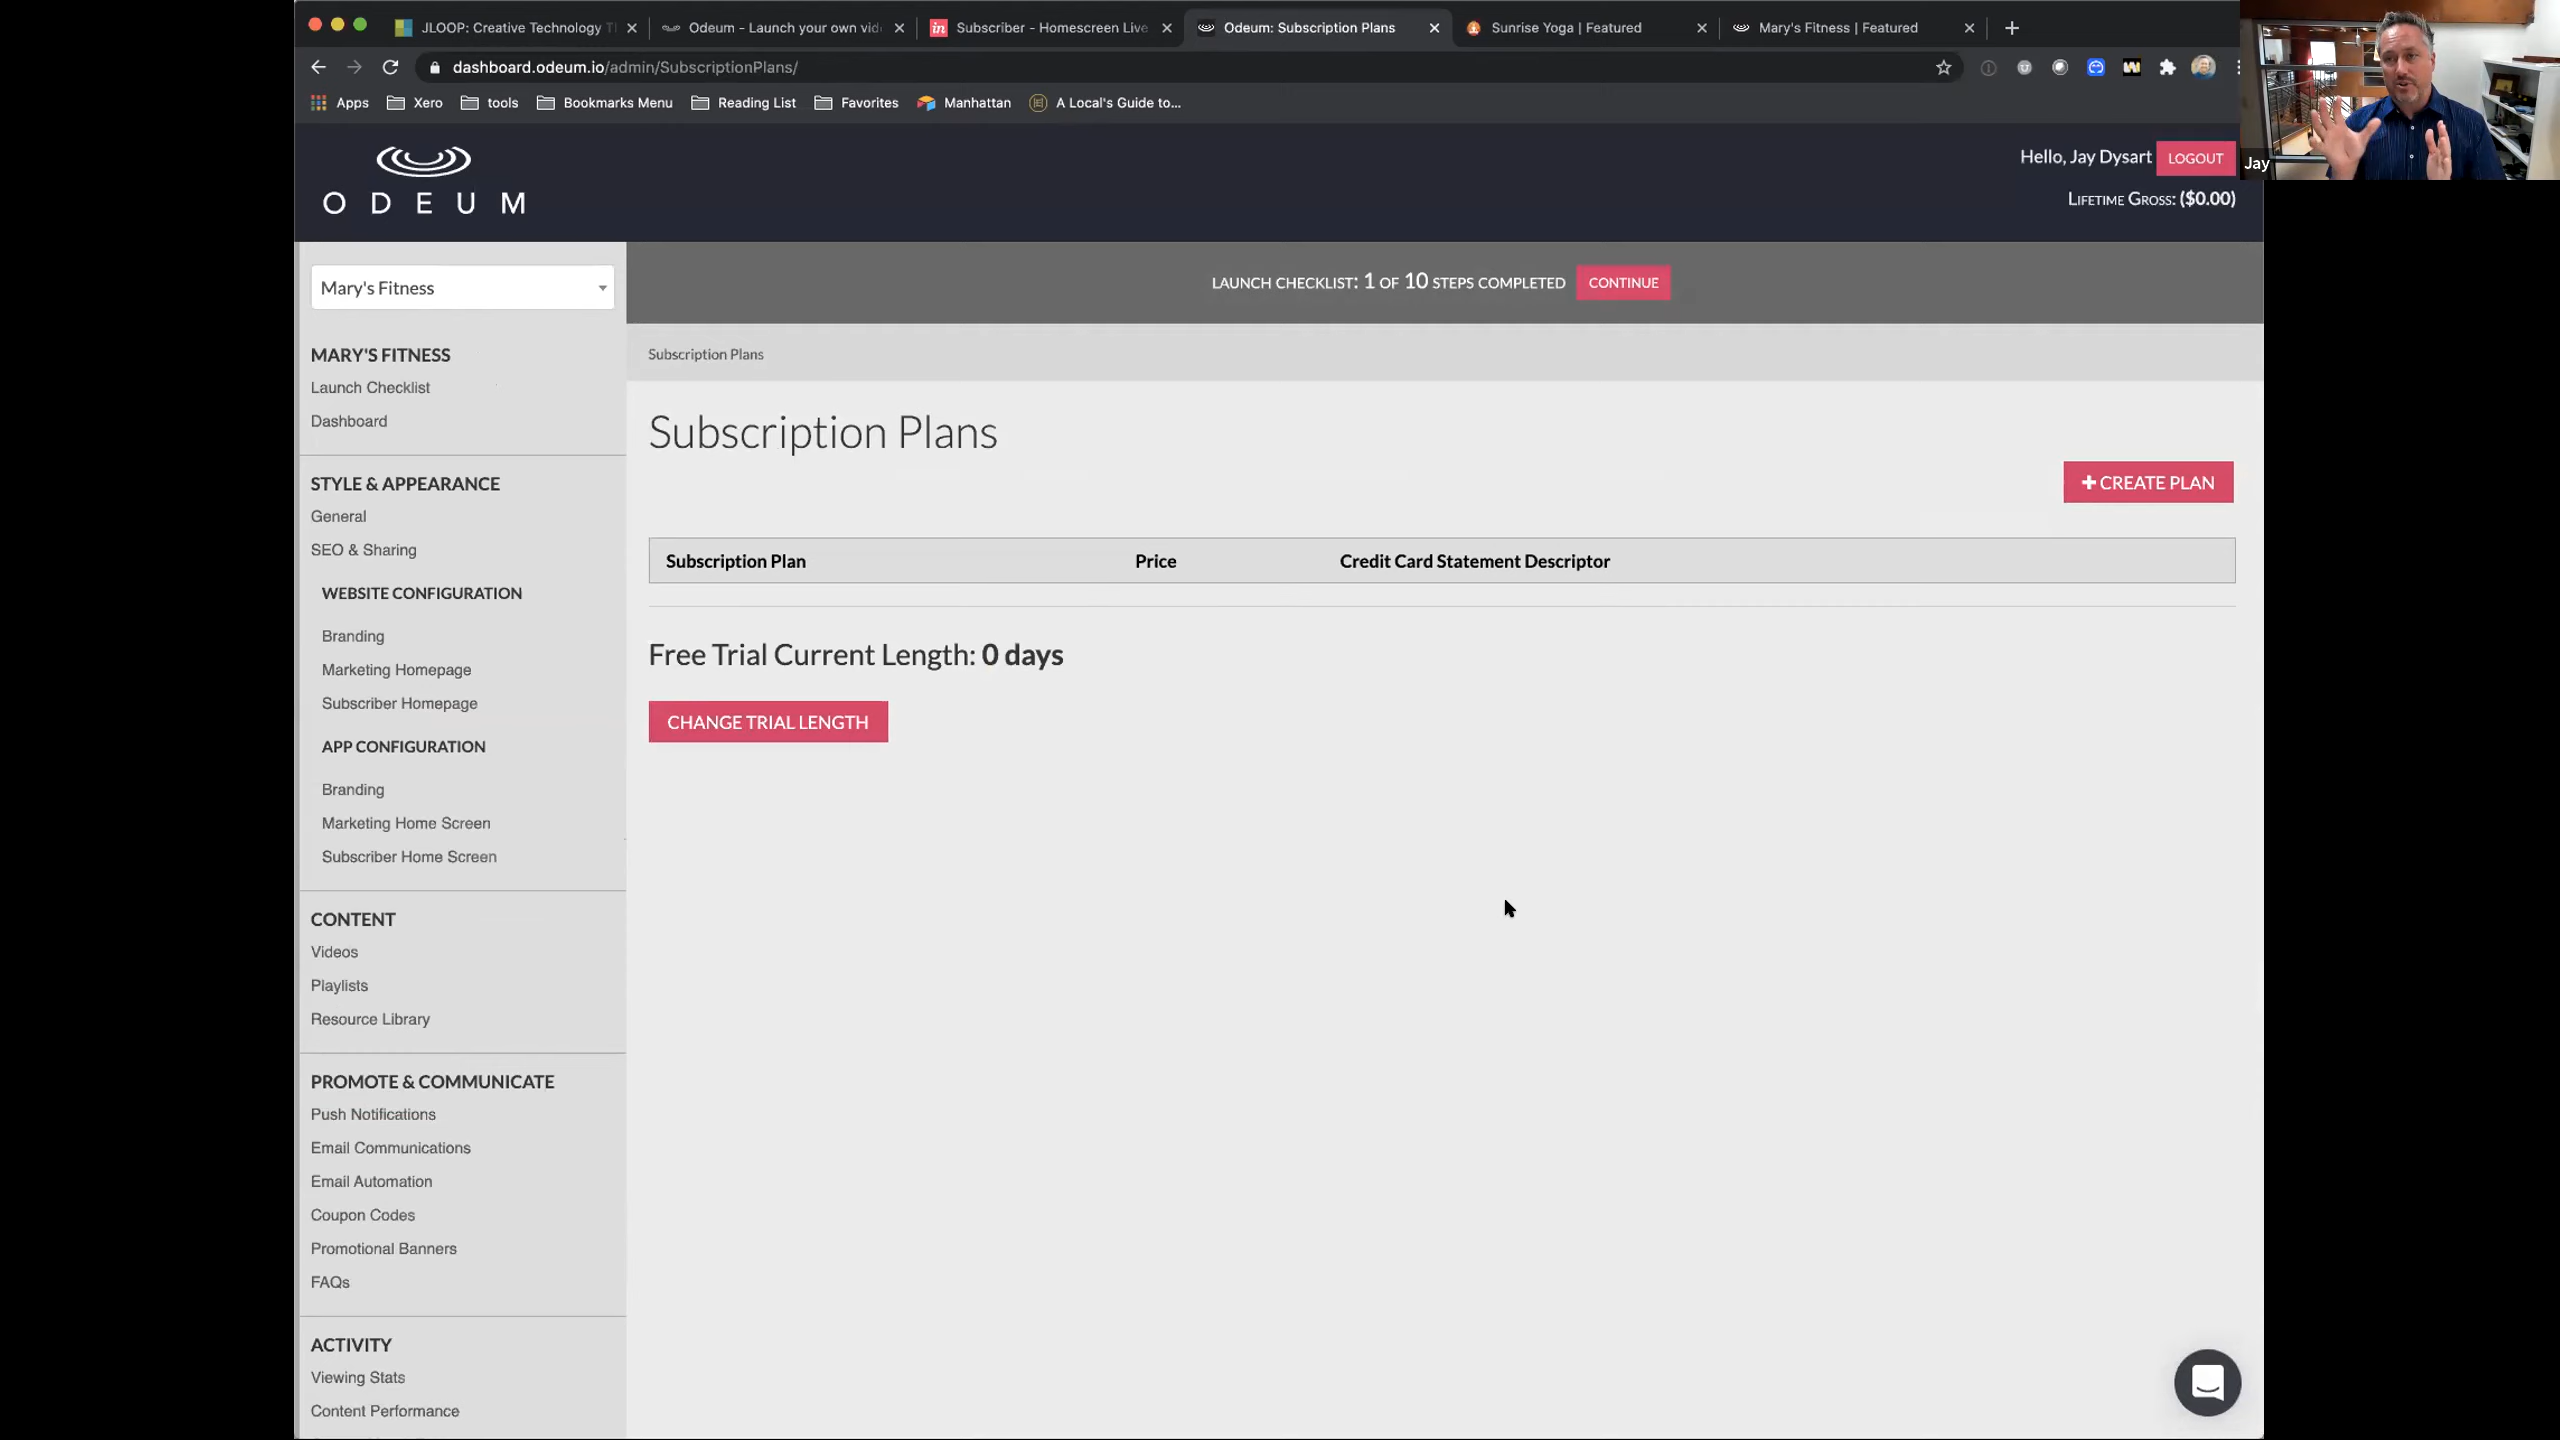 JLOOP: Creative Technology T
Odeum - Launch your own vid
in
Subscriber - Homescreen Live
Odeum: Subscription Plans
Sunrise Yoga | Featured
Mary's Fitness | Featured
dashboard.odeum.io/admin/SubscriptionPlans/
Apps
Xero
tools
Bookmarks Menu
Reading List
Favorites
Manhattan
A Local's Guide to...
ODEUM
Hello, Jay Dysart
LOGOUT
Lifetime Gross: ($0.00)
Jay
Mary's Fitness
LAUNCH CHECKLIST: 1 OF 10 STEPS COMPLETED
CONTINUE
MARY'S FITNESS
Launch Checklist
Dashboard
STYLE & APPEARANCE
General
SEO & Sharing
WEBSITE CONFIGURATION
Branding
Marketing Homepage
Subscriber Homepage
APP CONFIGURATION
Branding
Marketing Home Screen
Subscriber Home Screen
CONTENT
Videos
Playlists
Resource Library
PROMOTE & COMMUNICATE
Push Notifications
Email Communications
Email Automation
Coupon Codes
Promotional Banners
FAQs
ACTIVITY
Viewing Stats
Content Performance
Subscription Plans
Subscription Plans
+ CREATE PLAN
Subscription Plan Price Credit Card Statement Descriptor
Free Trial Current Length: 0 days
CHANGE TRIAL LENGTH